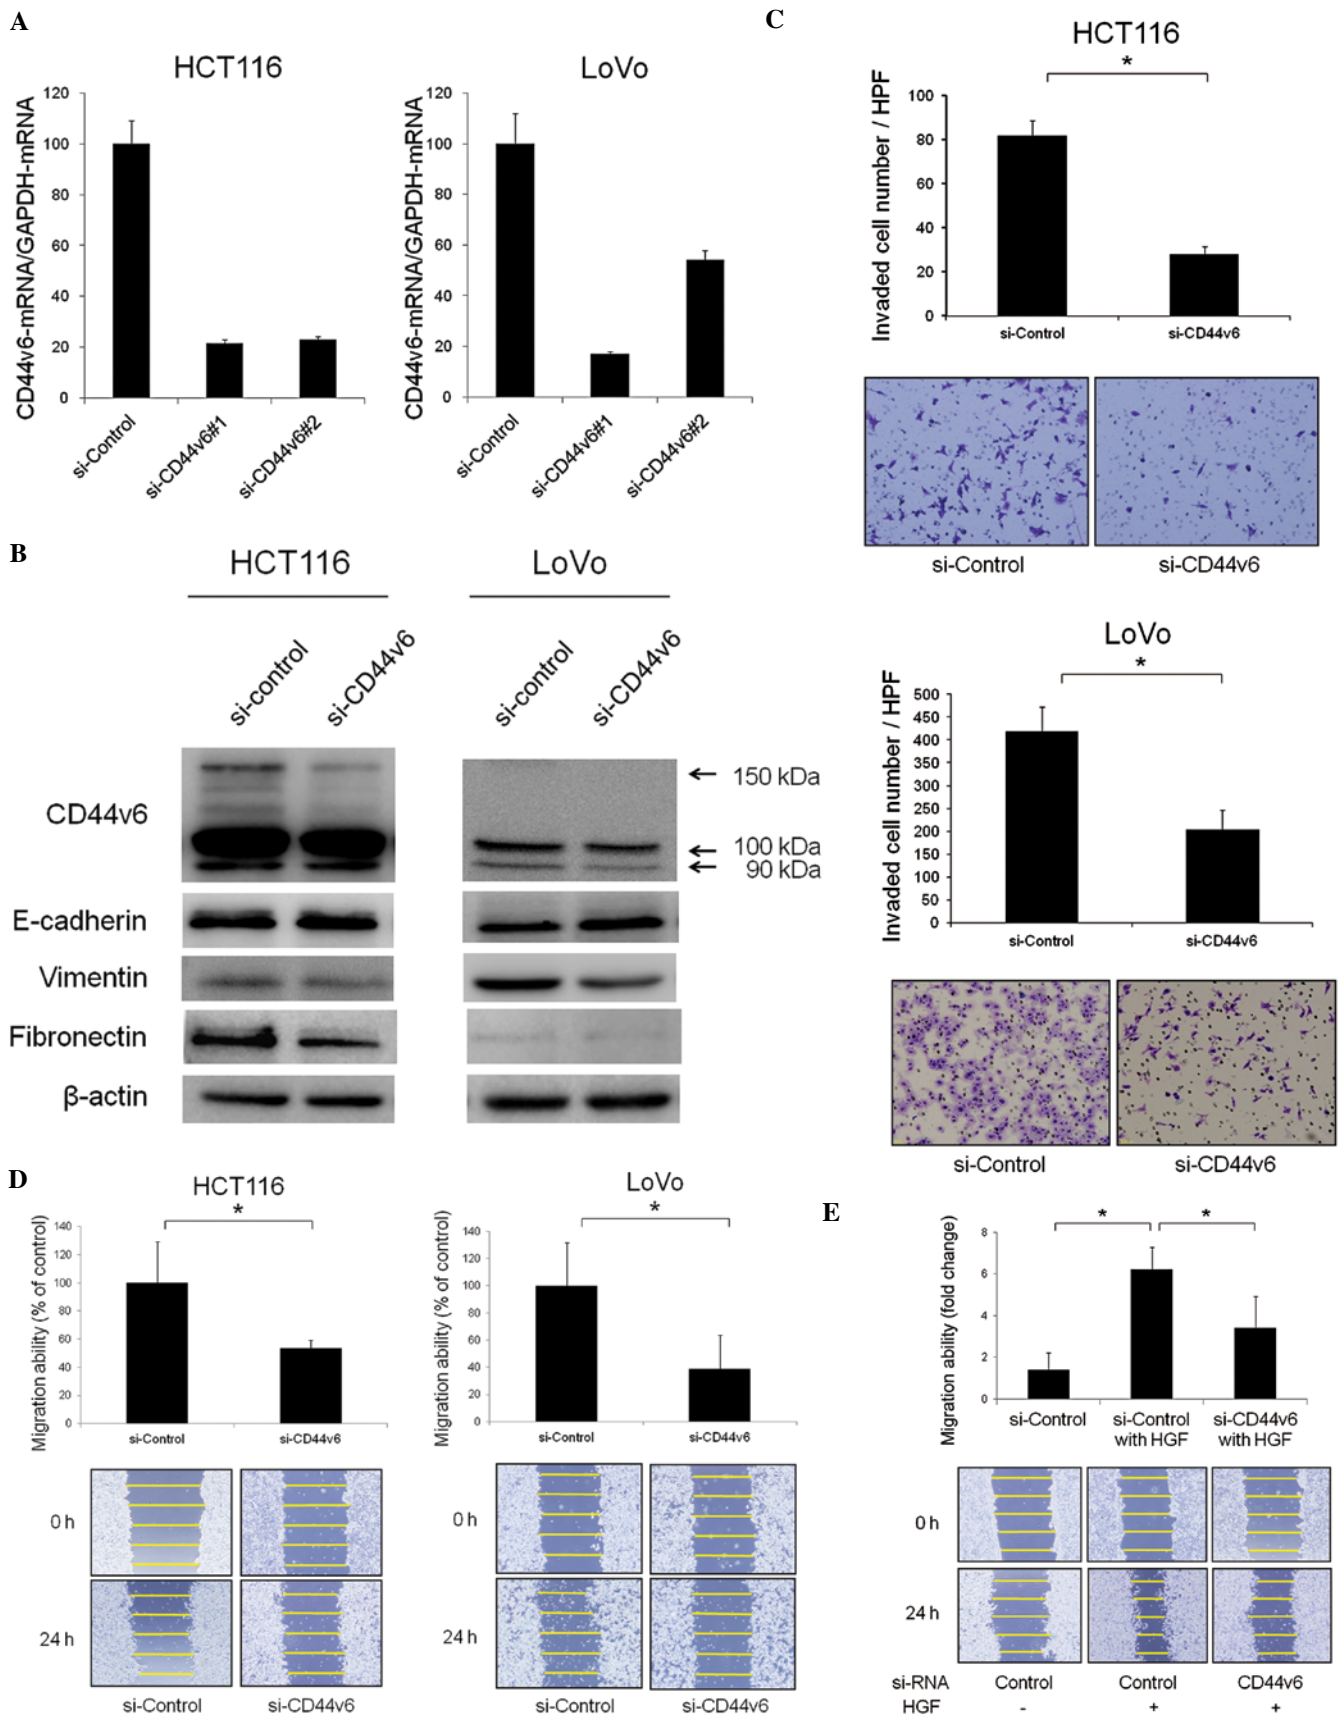 A
HCT116
CD44v6-mRNA/GAPDH-mRNA
120
100
80
60
40
20
0
si-Control
si-CD44v6#1
si-CD44v6#2
LoVo
CD44v6-mRNA/GAPDH-mRNA
120
100
80
60
40
20
0
si-Control
si-CD44v6#1
si-CD44v6#2
B
HCT116
LoVo
si-control
si-CD44v6
si-control
si-CD44v6
CD44v6
150 kDa
100 kDa
90 kDa
E-cadherin
Vimentin
Fibronectin
β-actin
C
HCT116
*
Invaded cell number / HPF
100
80
60
40
20
0
si-Control
si-CD44v6
si-Control
si-CD44v6
LoVo
*
Invaded cell number / HPF
500
450
400
350
300
250
200
150
100
50
0
si-Control
si-CD44v6
si-Control
si-CD44v6
D
HCT116
*
Migration ability (% of control)
140
120
100
80
60
40
20
0
si-Control
si-CD44v6
0 h
24 h
si-Control
si-CD44v6
LoVo
*
Migration ability (% of control)
140
120
100
80
60
40
20
0
si-Control
si-CD44v6
0 h
24 h
si-Control
si-CD44v6
E
*
*
Migration ability (fold change)
8
6
4
2
0
si-Control
si-Control with HGF
si-CD44v6 with HGF
0 h
24 h
si-RNA Control Control CD44v6
HGF - + +